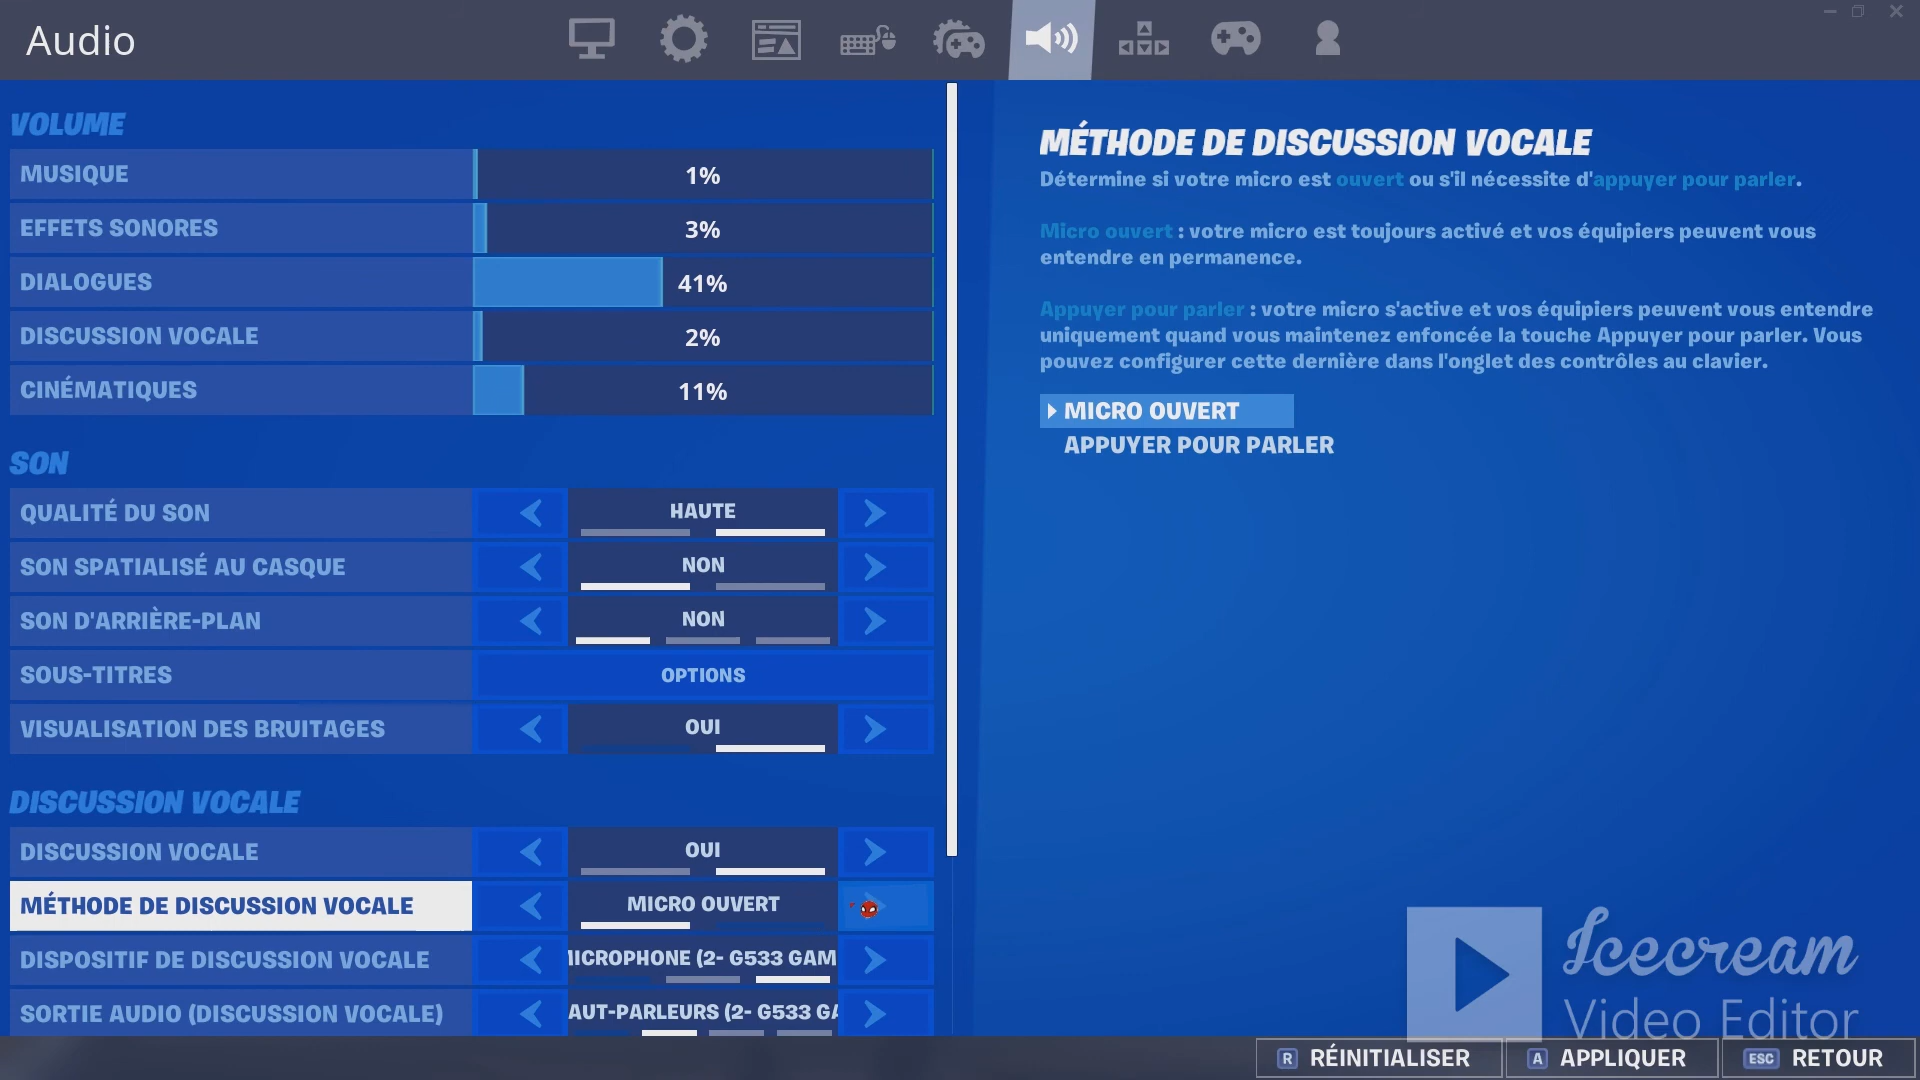 Audio
VOLUME
MUSIQUE
1%
EFFETS SONORES
3%
DIALOGUES
41%
DISCUSSION VOCALE
2%
CINÉMATIQUES
11%
SON
QUALITÉ DU SON
HAUTE
SON SPATIALISÉ AU CASQUE
NON
SON D'ARRIÈRE-PLAN
NON
SOUS-TITRES
OPTIONS
VISUALISATION DES BRUITAGES
OUI
DISCUSSION VOCALE
DISCUSSION VOCALE
OUI
MÉTHODE DE DISCUSSION VOCALE
MICRO OUVERT
DISPOSITIF DE DISCUSSION VOCALE
ICROPHONE (2- G533 GAM
SORTIE AUDIO (DISCUSSION VOCALE)
AUT-PARLEURS (2- G533 GA
MÉTHODE DE DISCUSSION VOCALE
Détermine si votre micro est ouvert ou s'il nécessite d'appuyer pour parler.
Micro ouvert : votre micro est toujours activé et vos équipiers peuvent vous
entendre en permanence.
Appuyer pour parler : votre micro s'active et vos équipiers peuvent vous entendre
uniquement quand vous maintenez enfoncée la touche Appuyer pour parler. Vous
pouvez configurer cette dernière dans l'onglet des contrôles au clavier.
MICRO OUVERT
APPUYER POUR PARLER
Icecream
Video Editor
R RÉINITIALISER
A APPLIQUER
ESC RETOUR